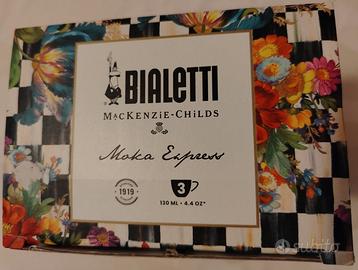 BIALETTI
MACKENZIE-CHILDS
Moka Express
1919
3
130 ML • 4.4 OZ*
subito